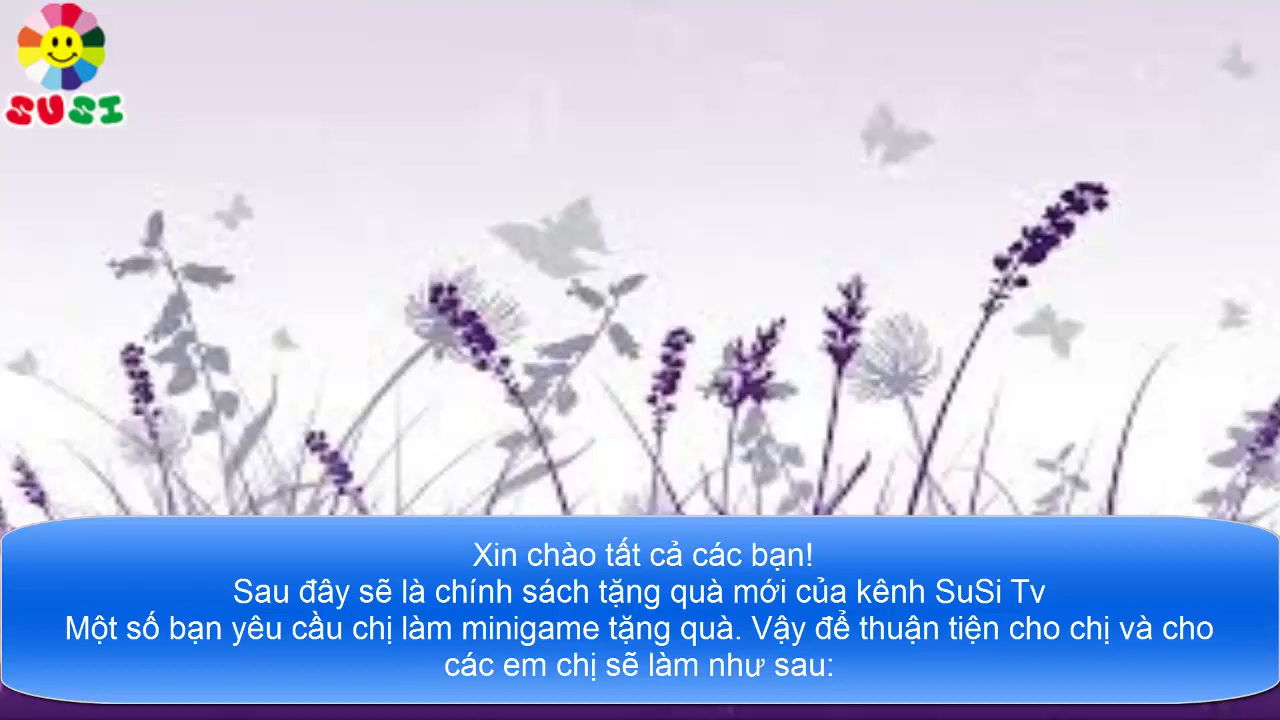 SUSI
Xin chào tất cả các bạn!
Sau đây sẽ là chính sách tặng quà mới của kênh SuSi Tv
Một số bạn yêu cầu chị làm minigame tặng quà. Vậy để thuận tiện cho chị và cho
các em chị sẽ làm như sau: